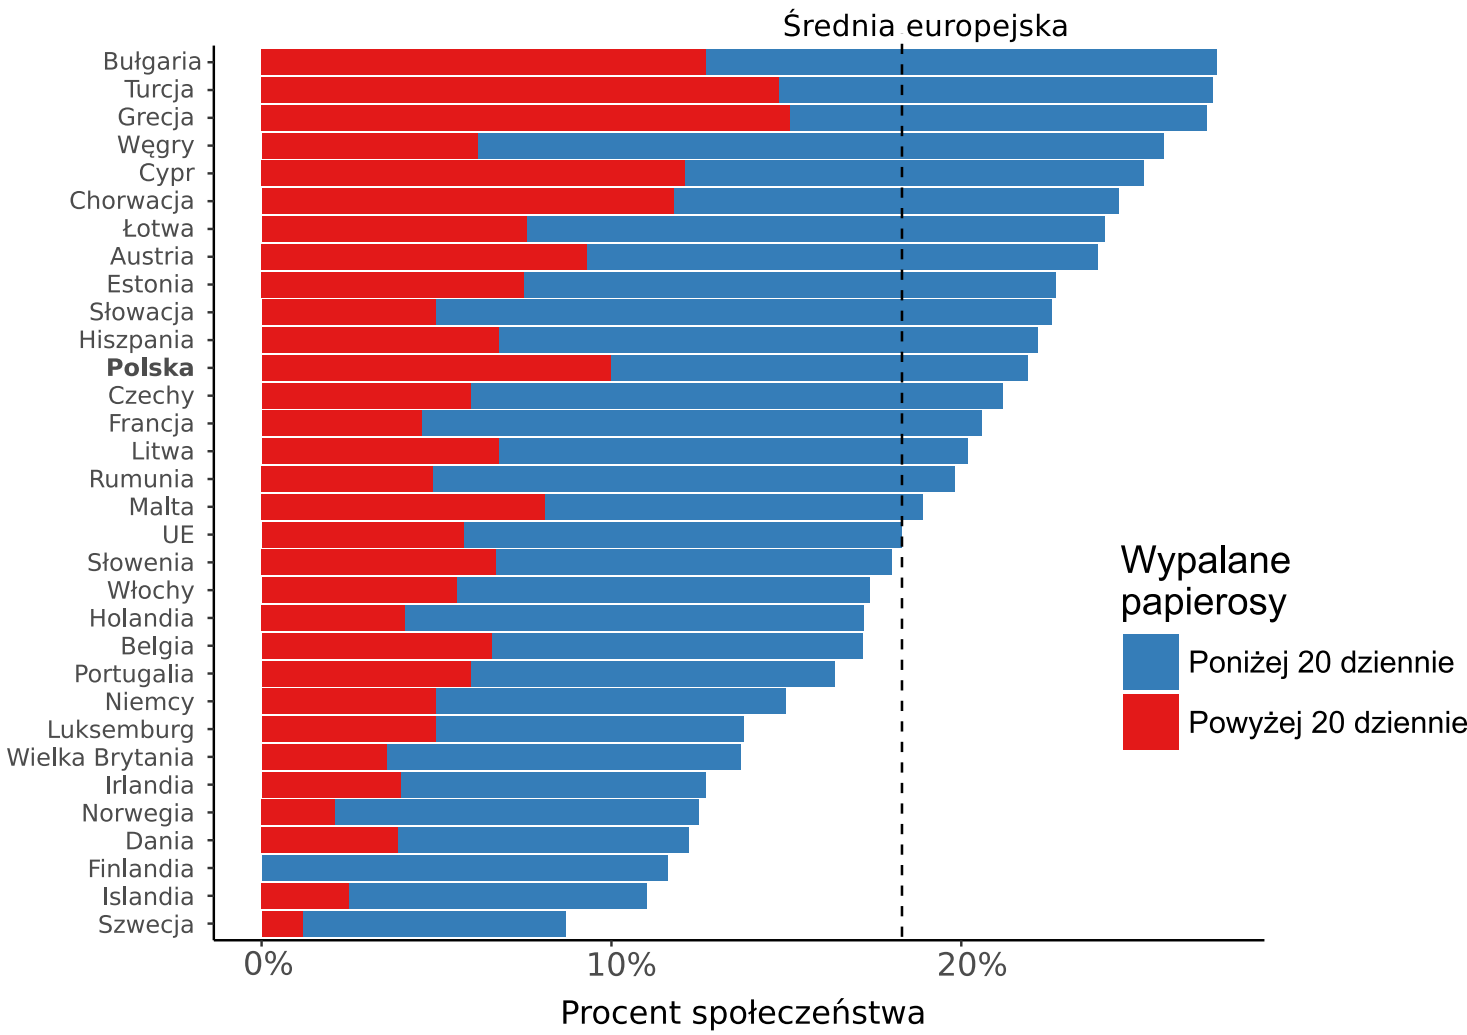 Średnia europejska
Bułgaria
Turcja
Grecja
Węgry
Cypr
Chorwacja
Łotwa
Austria
Estonia
Słowacja
Hiszpania
Polska
Czechy
Francja
Litwa
Rumunia
Malta
UE
Słowenia
Włochy
Holandia
Belgia
Portugalia
Niemcy
Luksemburg
Wielka Brytania
Irlandia
Norwegia
Dania
Finlandia
Islandia
Szwecja
Wypalane
papierosy
Poniżej 20 dziennie
Powyżej 20 dziennie
0% 10% 20%
Procent społeczeństwa